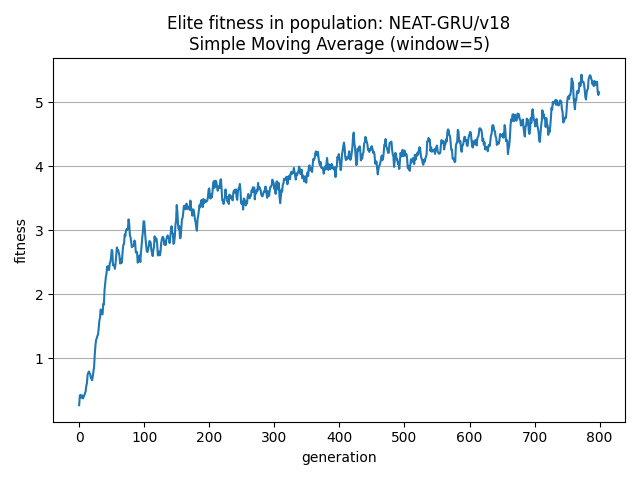 Elite fitness in population: NEAT-GRU/v18
Simple Moving Average (window=5)
fitness
5
4
3
2
1
0 100 200 300 400 500 600 700 800
generation